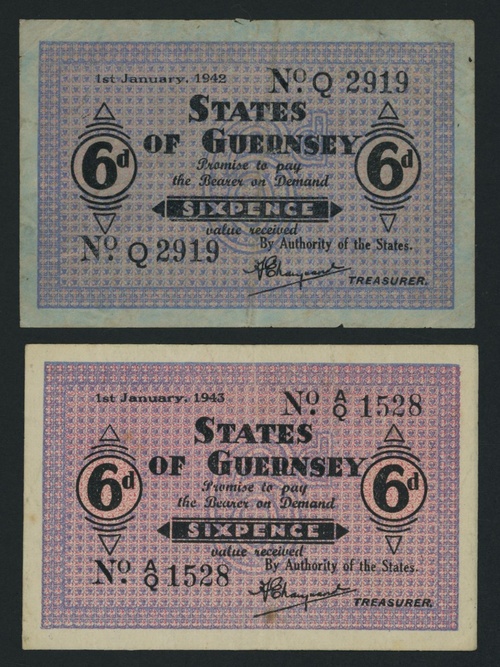 1st January, 1942
No. Q 2919
STATES
OF GUERNSEY
6d 6d
Promise to pay
the Bearer on Demand
SIXPENCE
value received
No. Q 2919
By Authority of the States.
TREASURER.
1st January, 1943
No. A/Q 1528
STATES
OF GUERNSEY
6d 6d
Promise to pay
the Bearer on Demand
SIXPENCE
value received
No. A/Q 1528
By Authority of the States.
TREASURER.